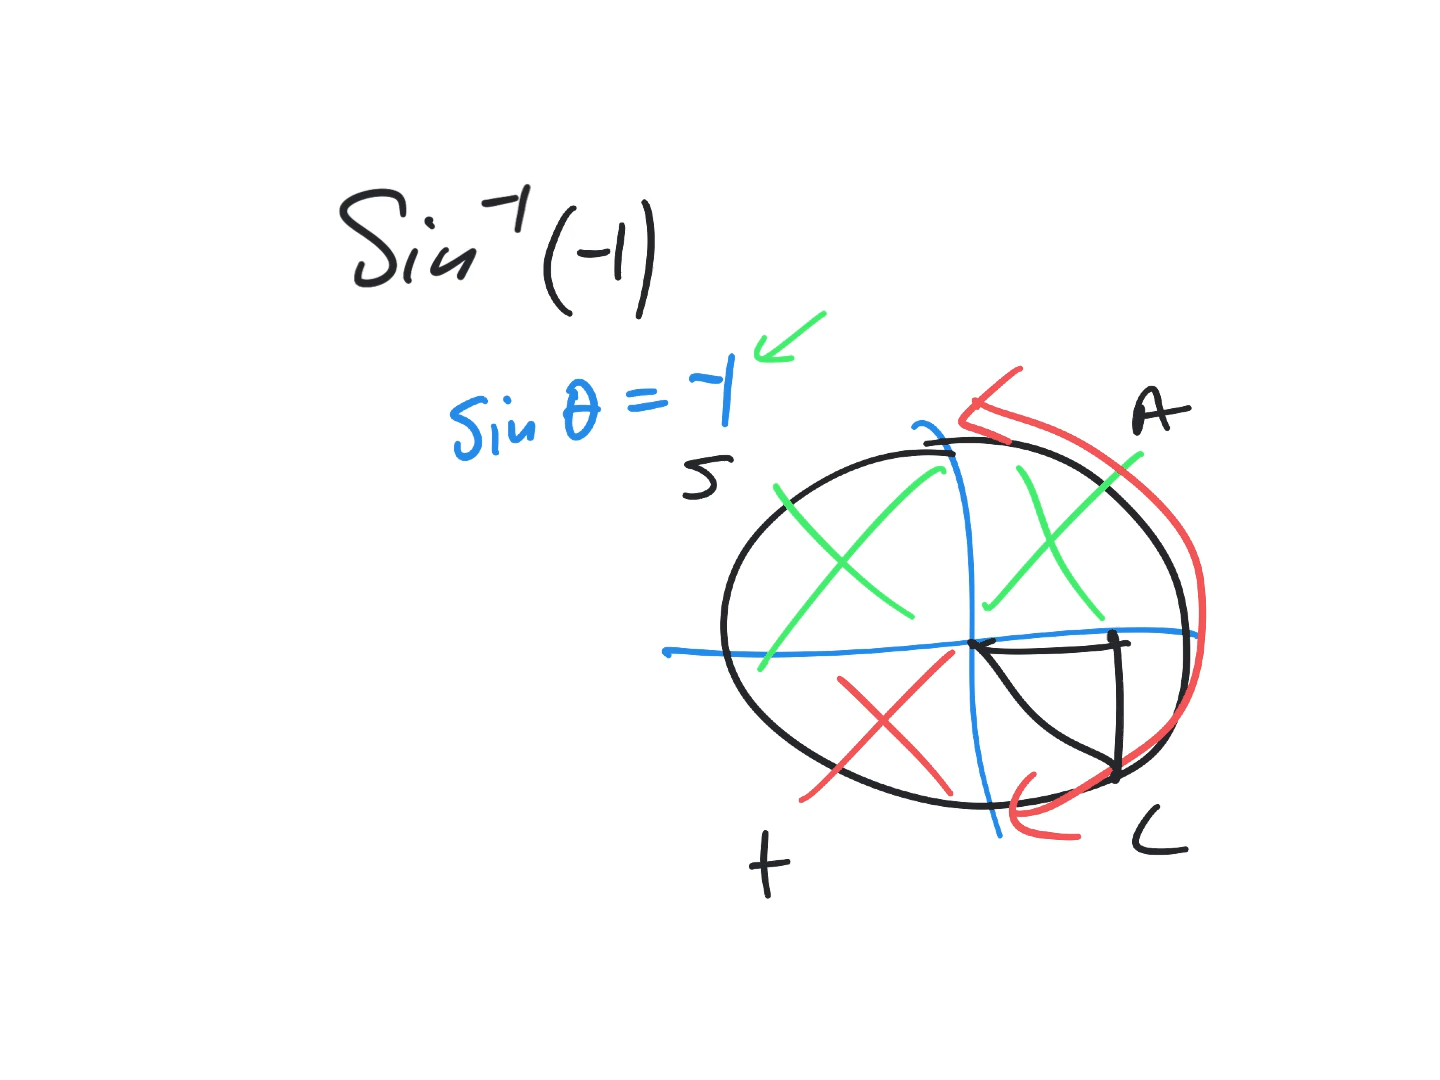 Sin⁻¹(-1)
sin θ = -1
S
A
t
C